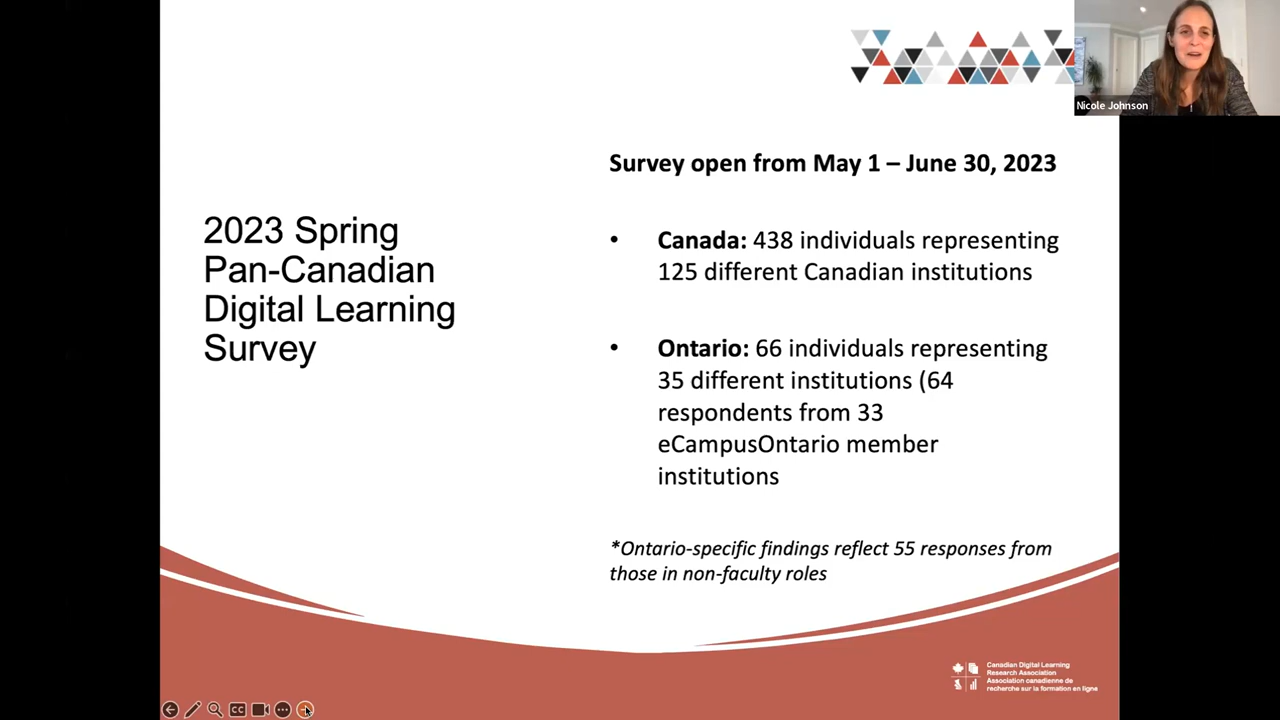 Nicole Johnson
Survey open from May 1 – June 30, 2023
2023 Spring
Pan-Canadian
Digital Learning
Survey
• Canada: 438 individuals representing
125 different Canadian institutions
• Ontario: 66 individuals representing
35 different institutions (64
respondents from 33
eCampusOntario member
institutions
*Ontario-specific findings reflect 55 responses from
those in non-faculty roles
Canadian Digital Learning
Research Association
Association canadienne de
recherche sur la formation en ligne
CC